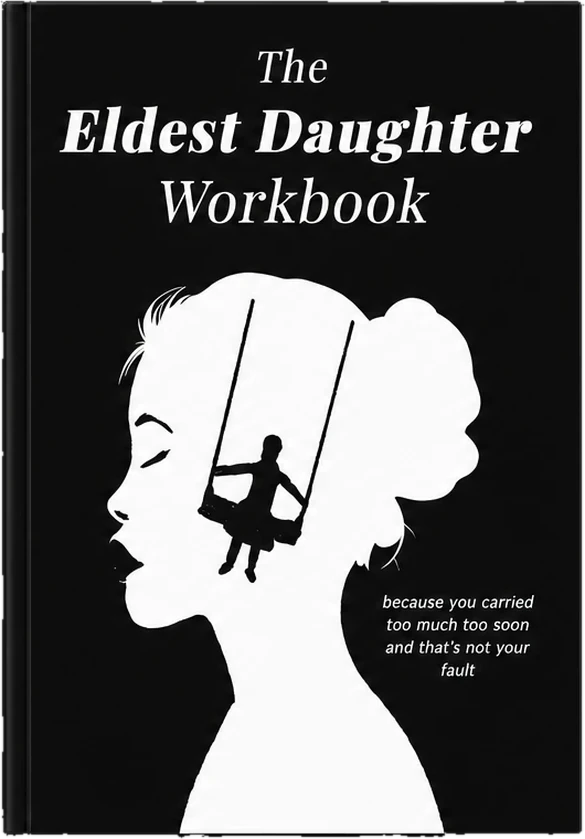 The
Eldest Daughter
Workbook
because you carried
too much too soon
and that's not your
fault